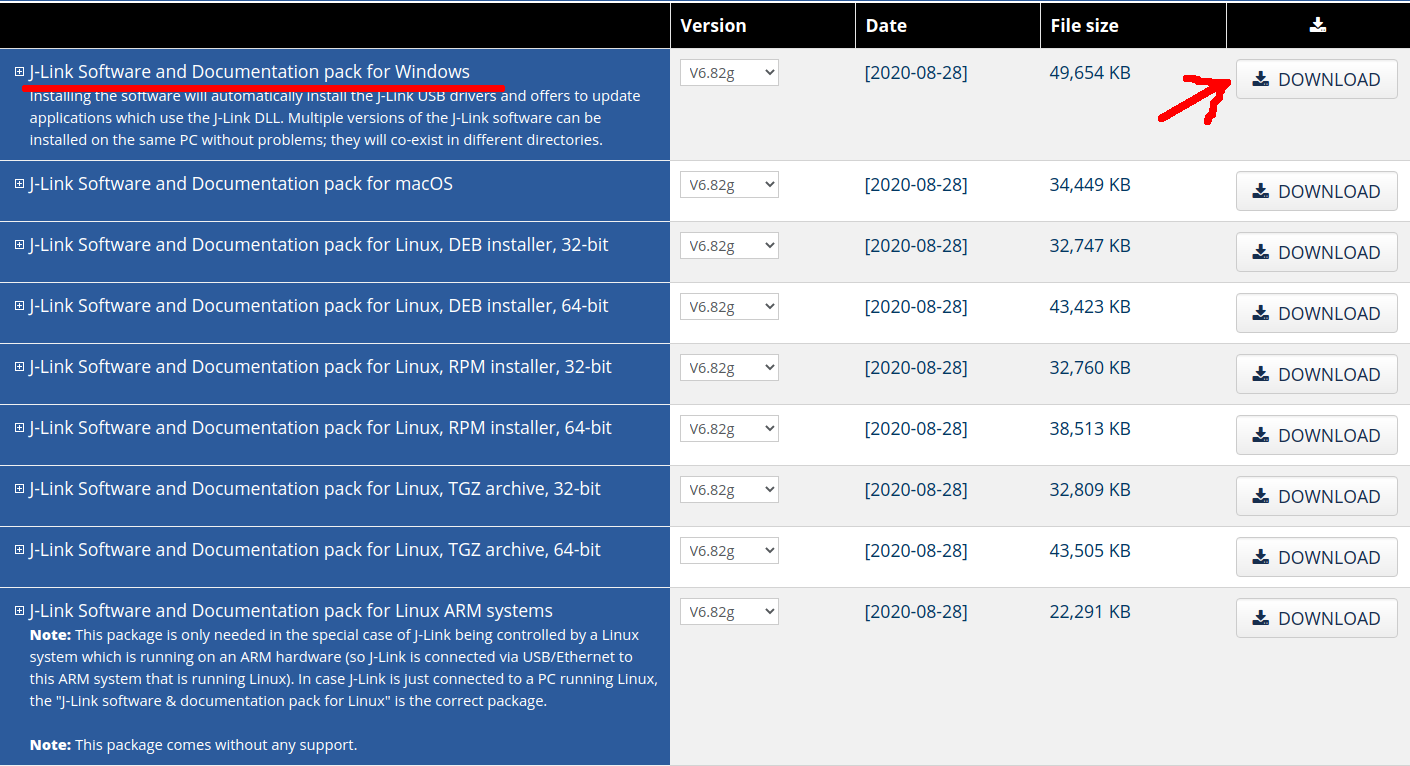 Version Date File size
J-Link Software and Documentation pack for Windows V6.82g [2020-08-28] 49,654 KB DOWNLOAD
Installing the software will automatically install the J-Link USB drivers and offers to update
applications which use the J-Link DLL. Multiple versions of the J-Link software can be
installed on the same PC without problems; they will co-exist in different directories.
J-Link Software and Documentation pack for macOS V6.82g [2020-08-28] 34,449 KB DOWNLOAD
J-Link Software and Documentation pack for Linux, DEB installer, 32-bit V6.82g [2020-08-28] 32,747 KB DOWNLOAD
J-Link Software and Documentation pack for Linux, DEB installer, 64-bit V6.82g [2020-08-28] 43,423 KB DOWNLOAD
J-Link Software and Documentation pack for Linux, RPM installer, 32-bit V6.82g [2020-08-28] 32,760 KB DOWNLOAD
J-Link Software and Documentation pack for Linux, RPM installer, 64-bit V6.82g [2020-08-28] 38,513 KB DOWNLOAD
J-Link Software and Documentation pack for Linux, TGZ archive, 32-bit V6.82g [2020-08-28] 32,809 KB DOWNLOAD
J-Link Software and Documentation pack for Linux, TGZ archive, 64-bit V6.82g [2020-08-28] 43,505 KB DOWNLOAD
J-Link Software and Documentation pack for Linux ARM systems V6.82g [2020-08-28] 22,291 KB DOWNLOAD
Note: This package is only needed in the special case of J-Link being controlled by a Linux
system which is running on an ARM hardware (so J-Link is connected via USB/Ethernet to
this ARM system that is running Linux). In case J-Link is just connected to a PC running Linux,
the "J-Link software & documentation pack for Linux" is the correct package.
Note: This package comes without any support.